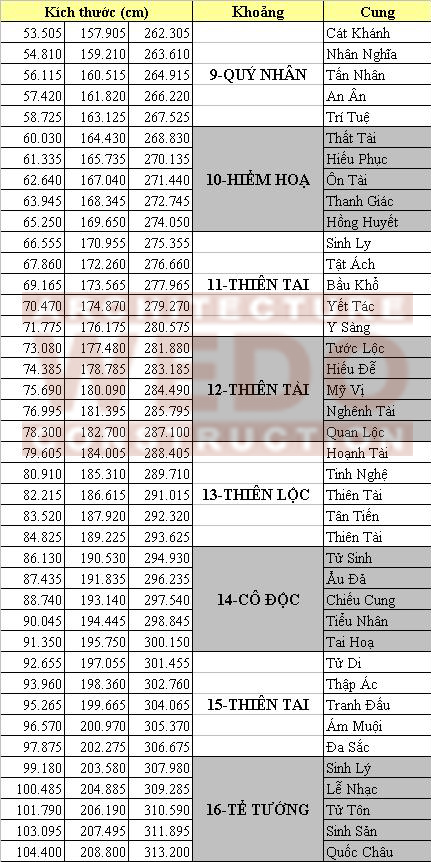 Kích thước (cm) Khoảng Cung
53.505 157.905 262.305 Cát Khánh
54.810 159.210 263.610 Nhân Nghĩa
56.115 160.515 264.915 9-QUÝ NHÂN Tấn Nhân
57.420 161.820 266.220 An Ân
58.725 163.125 267.525 Trí Tuệ
60.030 164.430 268.830 Thất Tài
61.335 165.735 270.135 Hiếu Phục
62.640 167.040 271.440 10-HIỂM HOẠ Ôn Tài
63.945 168.345 272.745 Thanh Giác
65.250 169.650 274.050 Hồng Huyết
66.555 170.955 275.355 Sinh Ly
67.860 172.260 276.660 Tật Ách
69.165 173.565 277.965 11-THIÊN TAI Bầu Khổ
70.470 174.870 279.270 Yết Tác
71.775 176.175 280.575 Y Sàng
73.080 177.480 281.880 Tước Lộc
74.385 178.785 283.185 Hiếu Để
75.690 180.090 284.490 12-THIÊN TÀI Mỹ Vị
76.995 181.395 285.795 Nghênh Tài
78.300 182.700 287.100 Quan Lộc
79.605 184.005 288.405 Hoạnh Tài
80.910 185.310 289.710 Tinh Nghệ
82.215 186.615 291.015 13-THIÊN LỘC Thiên Tài
83.520 187.920 292.320 Tân Tiến
84.825 189.225 293.625 Thiên Tài
86.130 190.530 294.930 Tử Sinh
87.435 191.835 296.235 Ẩu Đả
88.740 193.140 297.540 14-CÔ ĐỘC Chiếu Cung
90.045 194.445 298.845 Tiểu Nhân
91.350 195.750 300.150 Tai Hoạ
92.655 197.055 301.455 Tử Di
93.960 198.360 302.760 Thập Ác
95.265 199.665 304.065 15-THIÊN TAI Tranh Đấu
96.570 200.970 305.370 Ám Muội
97.875 202.275 306.675 Đa Sắc
99.180 203.580 307.980 Sinh Lý
100.485 204.885 309.285 Lễ Nhạc
101.790 206.190 310.590 16-TỂ TƯỚNG Tử Tôn
103.095 207.495 311.895 Sinh Sản
104.400 208.800 313.200 Quốc Châu
ARCHITECTURE
WEDO
CONSTRUCTION